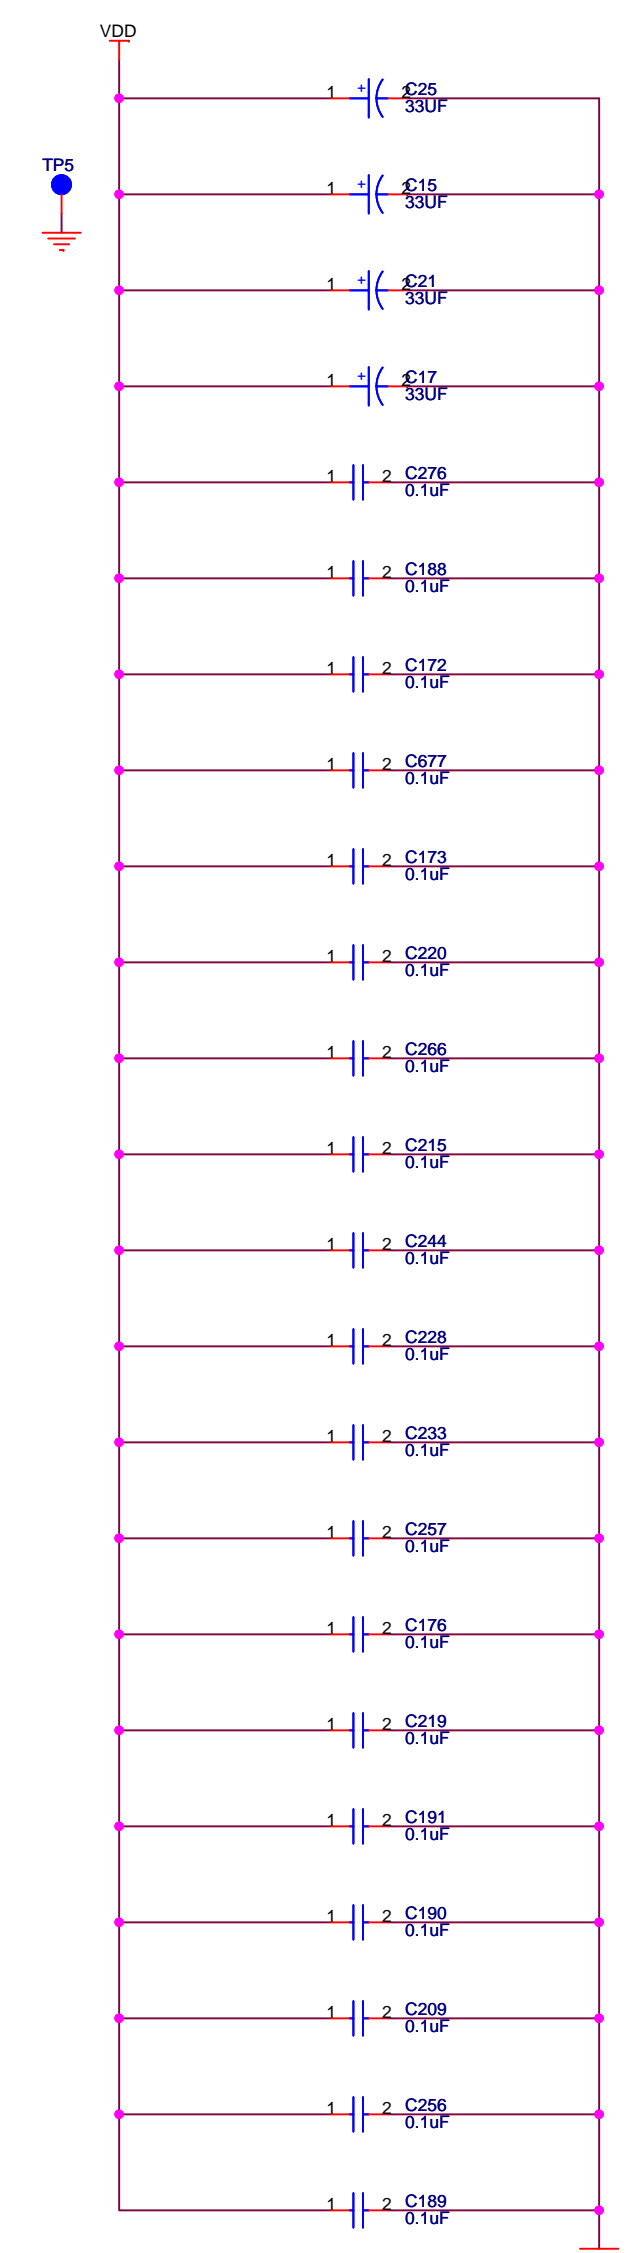 VDD
1 + 2 C25
33UF
TP5
1 + 2 C15
33UF
1 + 2 C21
33UF
1 + 2 C17
33UF
1 2 C276
0.1uF
1 2 C188
0.1uF
1 2 C172
0.1uF
1 2 C677
0.1uF
1 2 C173
0.1uF
1 2 C220
0.1uF
1 2 C266
0.1uF
1 2 C215
0.1uF
1 2 C244
0.1uF
1 2 C228
0.1uF
1 2 C233
0.1uF
1 2 C257
0.1uF
1 2 C176
0.1uF
1 2 C219
0.1uF
1 2 C191
0.1uF
1 2 C190
0.1uF
1 2 C209
0.1uF
1 2 C256
0.1uF
1 2 C189
0.1uF